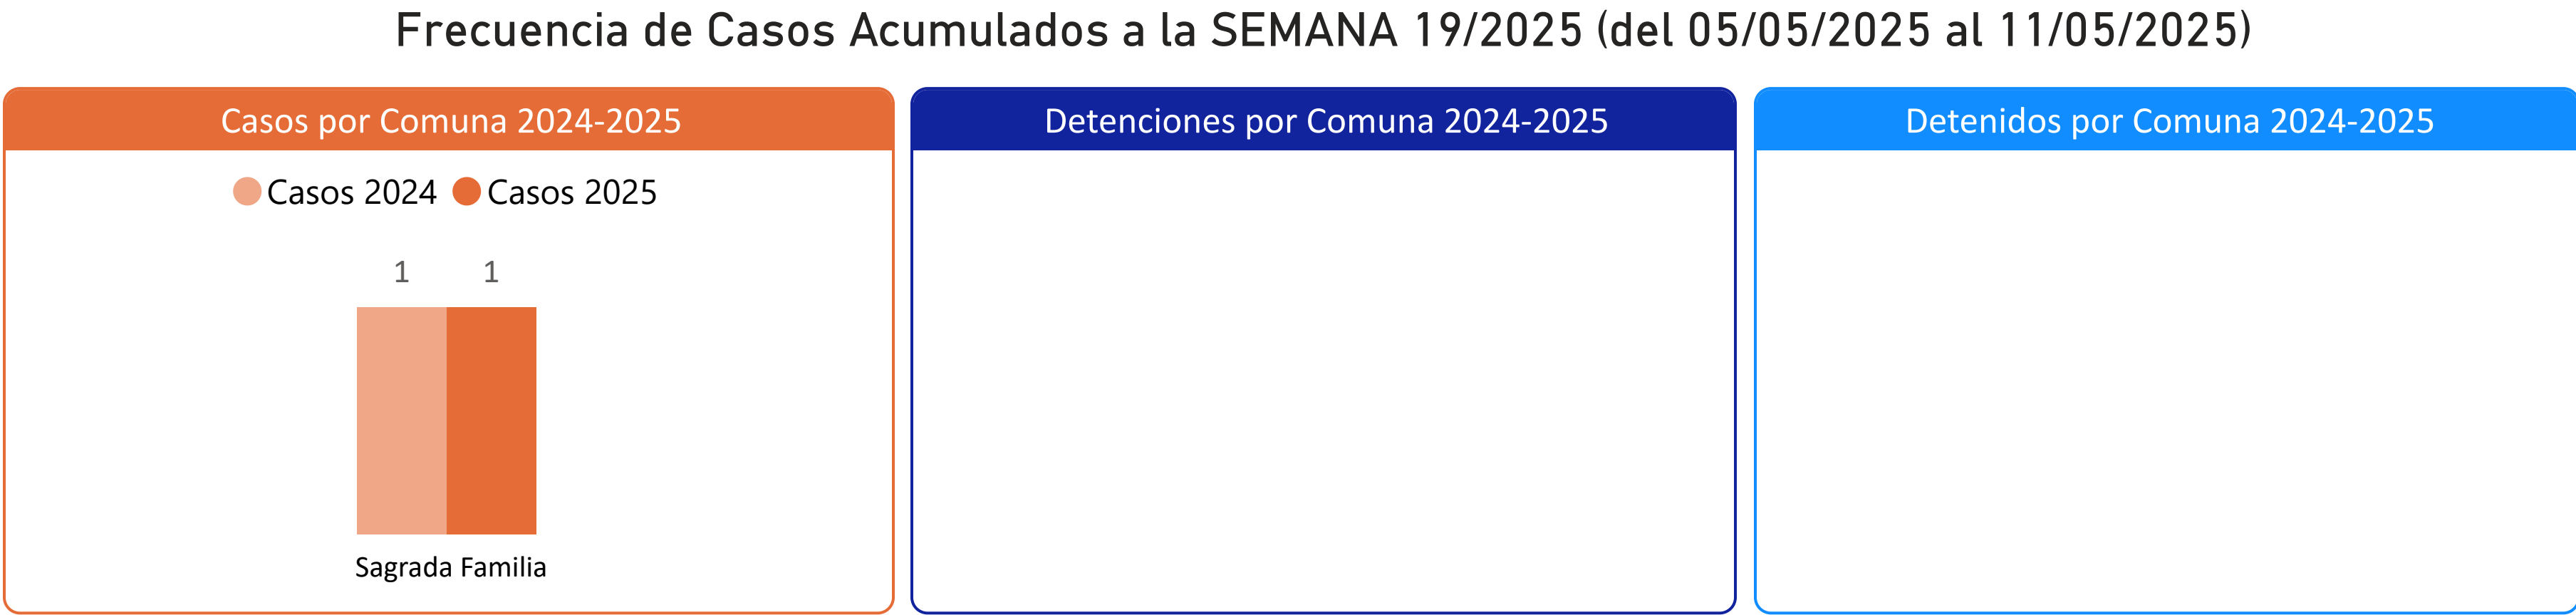 Frecuencia de Casos Acumulados a la SEMANA 19/2025 (del 05/05/2025 al 11/05/2025)
Casos por Comuna 2024-2025
Casos 2024 Casos 2025
1 1
Sagrada Familia
Detenciones por Comuna 2024-2025
Detenidos por Comuna 2024-2025